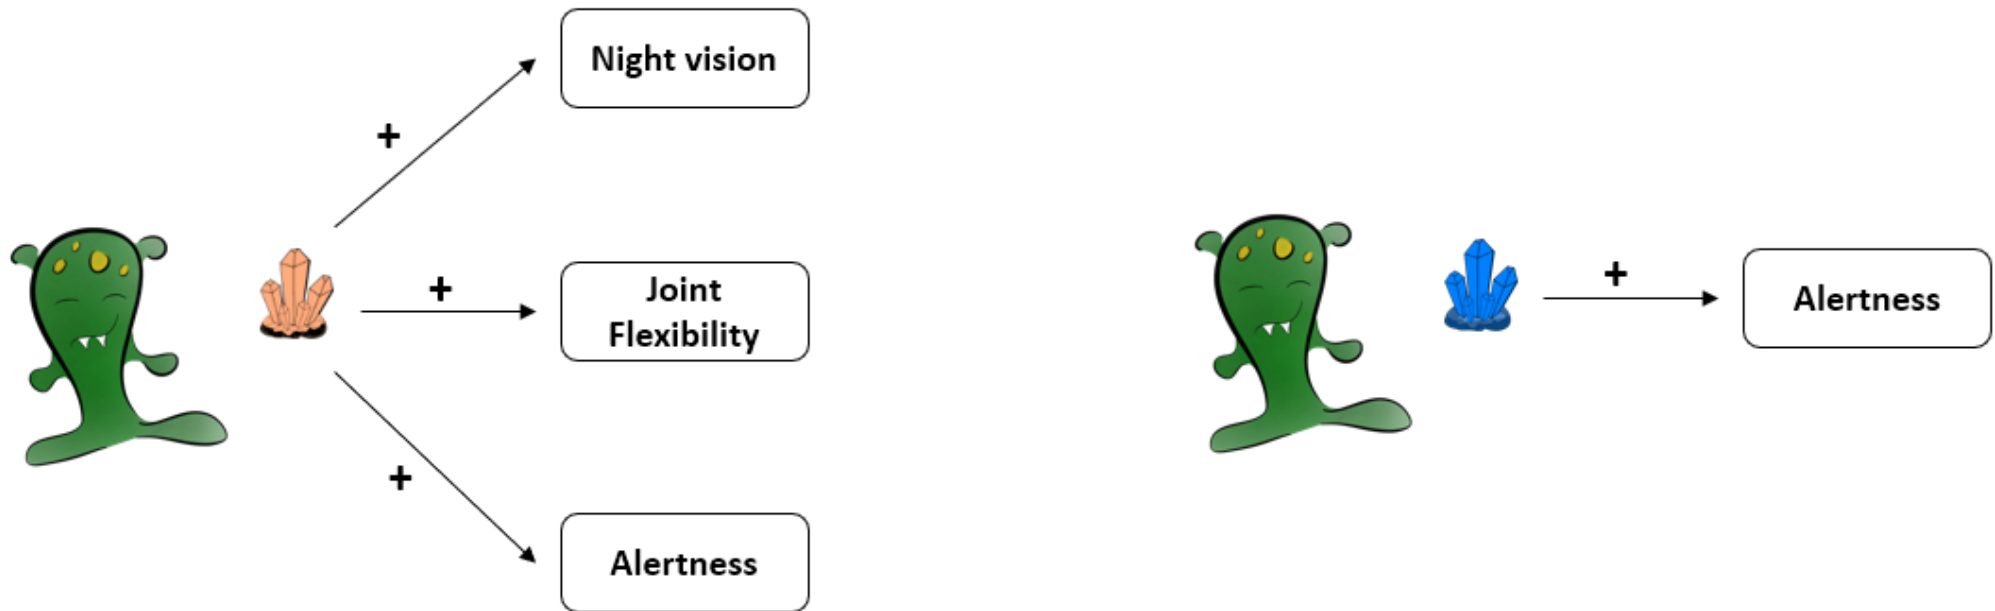 Night vision
+
+
Joint
Flexibility
+
Alertness
+
Alertness